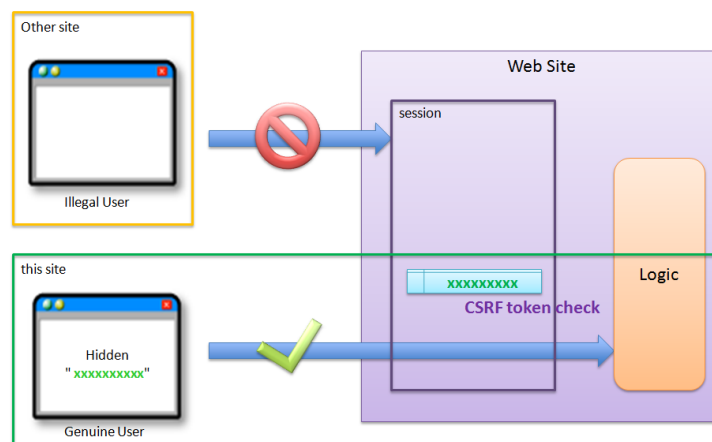 Other site
Illegal User
Web Site
session
this site
xxxxxxxxx
CSRF token check
Logic
Hidden
" xxxxxxxxxx"
Genuine User